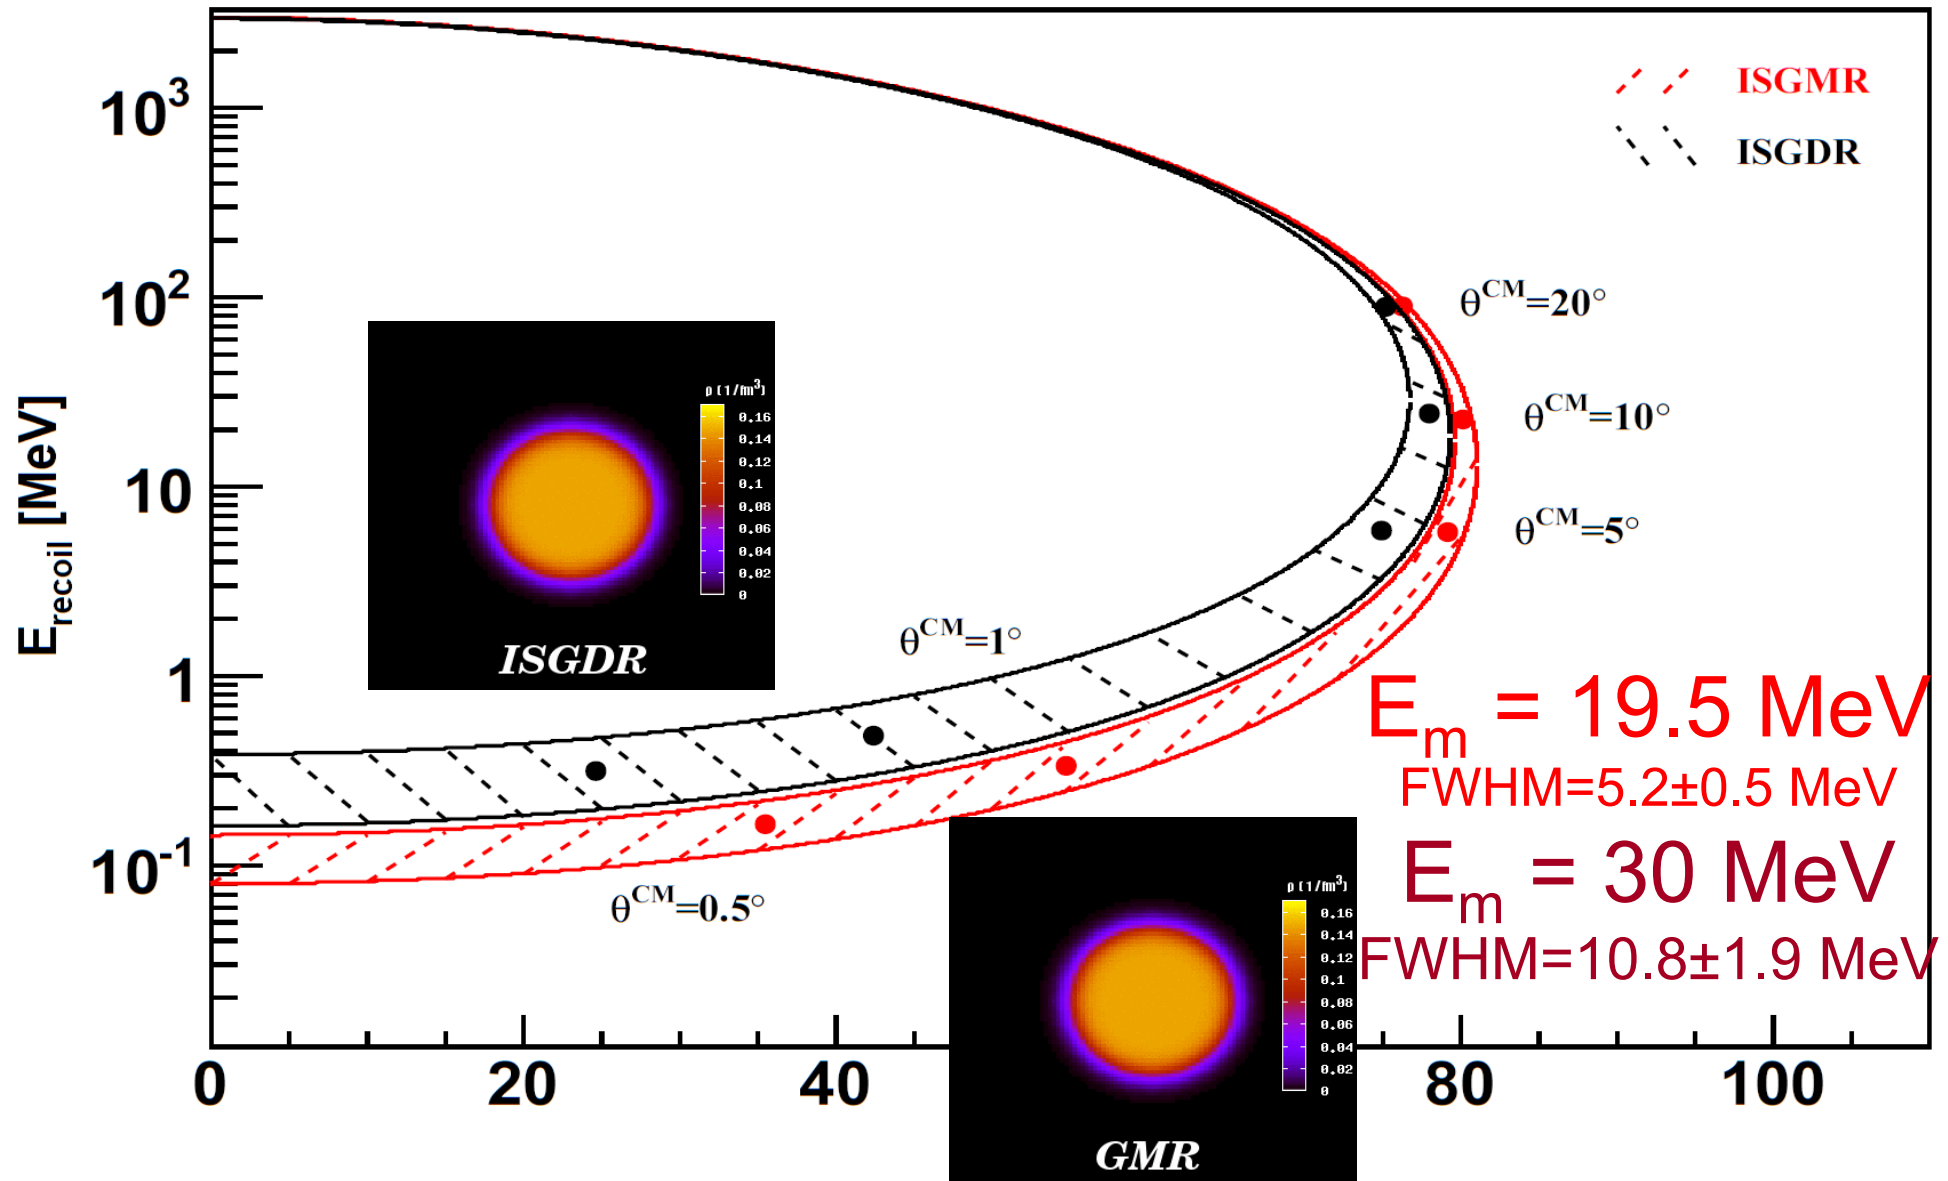 ISGMR
ISGDR
10³
10²
10
1
10⁻¹
E_recoil [MeV]
θ^CM=20°
θ^CM=10°
θ^CM=5°
θ^CM=1°
θ^CM=0.5°
ρ (1/fm³)
0.16
0.14
0.12
0.1
0.08
0.06
0.04
0.02
0
ISGDR
E_m = 19.5 MeV
FWHM=5.2±0.5 MeV
E_m = 30 MeV
FWHM=10.8±1.9 MeV
ρ (1/fm³)
0.16
0.14
0.12
0.1
0.08
0.06
0.04
0.02
0
GMR
0 20 40 80 100